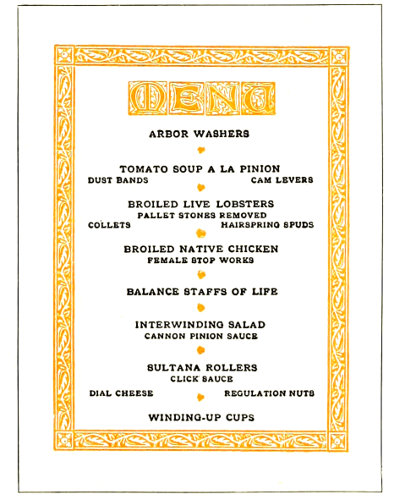 MENU
ARBOR WASHERS
TOMATO SOUP A LA PINION
DUST BANDS CAM LEVERS
BROILED LIVE LOBSTERS
PALLET STONES REMOVED
COLLETS HAIRSPRING SPUDS
BROILED NATIVE CHICKEN
FEMALE STOP WORKS
BALANCE STAFFS OF LIFE
INTERWINDING SALAD
CANNON PINION SAUCE
SULTANA ROLLERS
CLICK SAUCE
DIAL CHEESE REGULATION NUTS
WINDING-UP CUPS